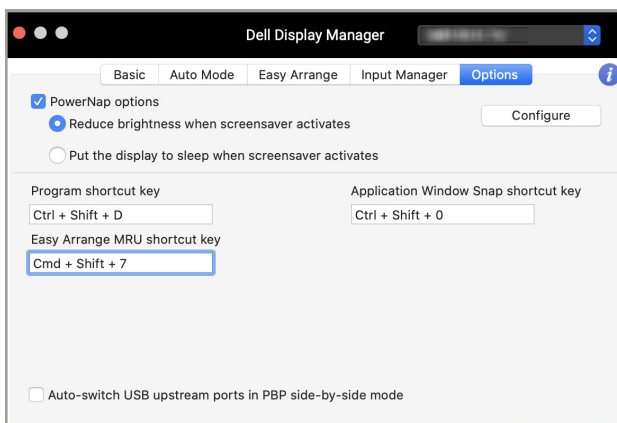 Dell Display Manager
Basic Auto Mode Easy Arrange Input Manager Options i
PowerNap options
Configure
Reduce brightness when screensaver activates
Put the display to sleep when screensaver activates
Program shortcut key Application Window Snap shortcut key
Ctrl + Shift + D Ctrl + Shift + 0
Easy Arrange MRU shortcut key
Cmd + Shift + 7
Auto-switch USB upstream ports in PBP side-by-side mode